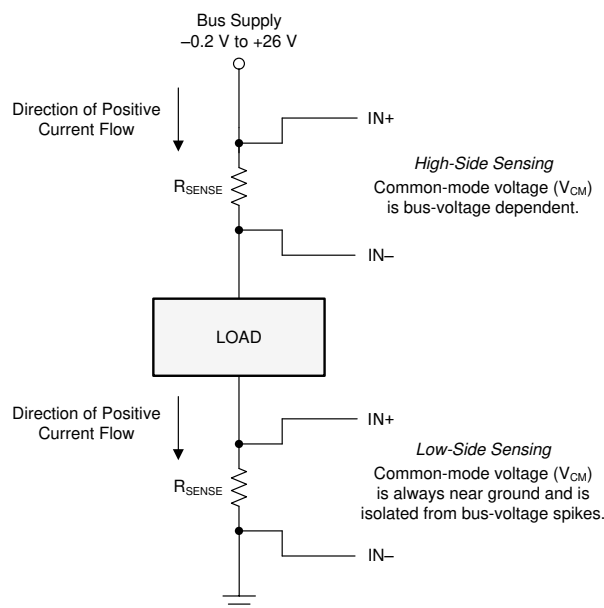 Bus Supply
–0.2 V to +26 V
Direction of Positive
Current Flow
IN+
RSENSE
High-Side Sensing
Common-mode voltage (VCM)
is bus-voltage dependent.
IN–
LOAD
Direction of Positive
Current Flow
IN+
RSENSE
Low-Side Sensing
Common-mode voltage (VCM)
is always near ground and is
isolated from bus-voltage spikes.
IN–